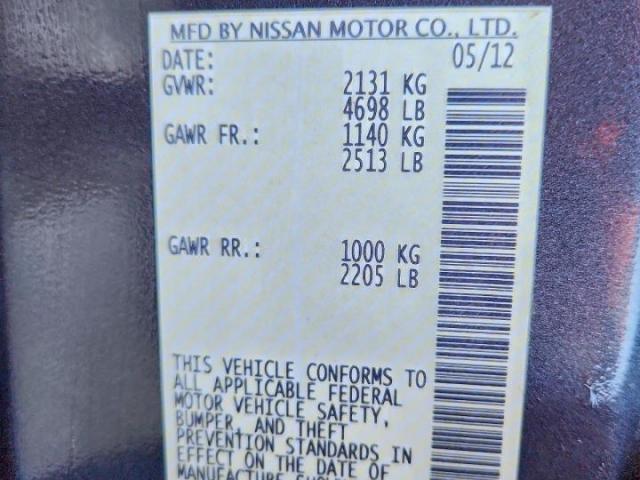 MFD BY NISSAN MOTOR CO., LTD.
DATE: 05/12
GVWR: 2131 KG
4698 LB
GAWR FR.: 1140 KG
2513 LB
GAWR RR.: 1000 KG
2205 LB
THIS VEHICLE CONFORMS TO
ALL APPLICABLE FEDERAL
MOTOR VEHICLE SAFETY,
BUMPER, AND THEFT
PREVENTION STANDARDS IN
EFFECT ON THE DATE OF
MANUFACTURE